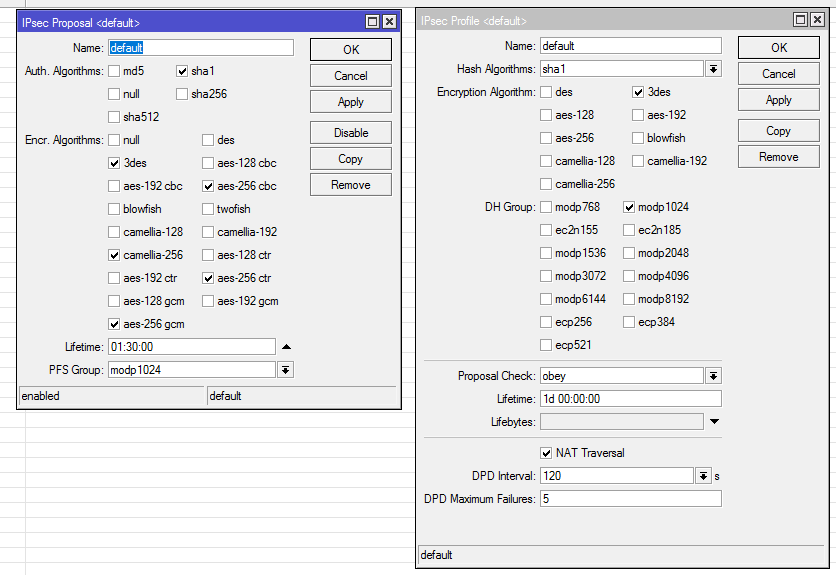 IPsec Proposal <default>
Name: default
OK
Auth. Algorithms: md5 sha1
Cancel
null sha256
Apply
sha512
Encr. Algorithms: null des
Disable
3des aes-128 cbc
Copy
aes-192 cbc aes-256 cbc
Remove
blowfish twofish
camellia-128 camellia-192
camellia-256 aes-128 ctr
aes-192 ctr aes-256 ctr
aes-128 gcm aes-192 gcm
aes-256 gcm
Lifetime: 01:30:00
PFS Group: modp1024
enabled default
IPsec Profile <default>
Name: default
OK
Hash Algorithms: sha1
Cancel
Encryption Algorithm: des 3des
Apply
aes-128 aes-192
aes-256 blowfish
Copy
camellia-128 camellia-192
Remove
camellia-256
DH Group: modp768 modp1024
ec2n155 ec2n185
modp1536 modp2048
modp3072 modp4096
modp6144 modp8192
ecp256 ecp384
ecp521
Proposal Check: obey
Lifetime: 1d 00:00:00
Lifebytes:
NAT Traversal
DPD Interval: 120 s
DPD Maximum Failures: 5
default